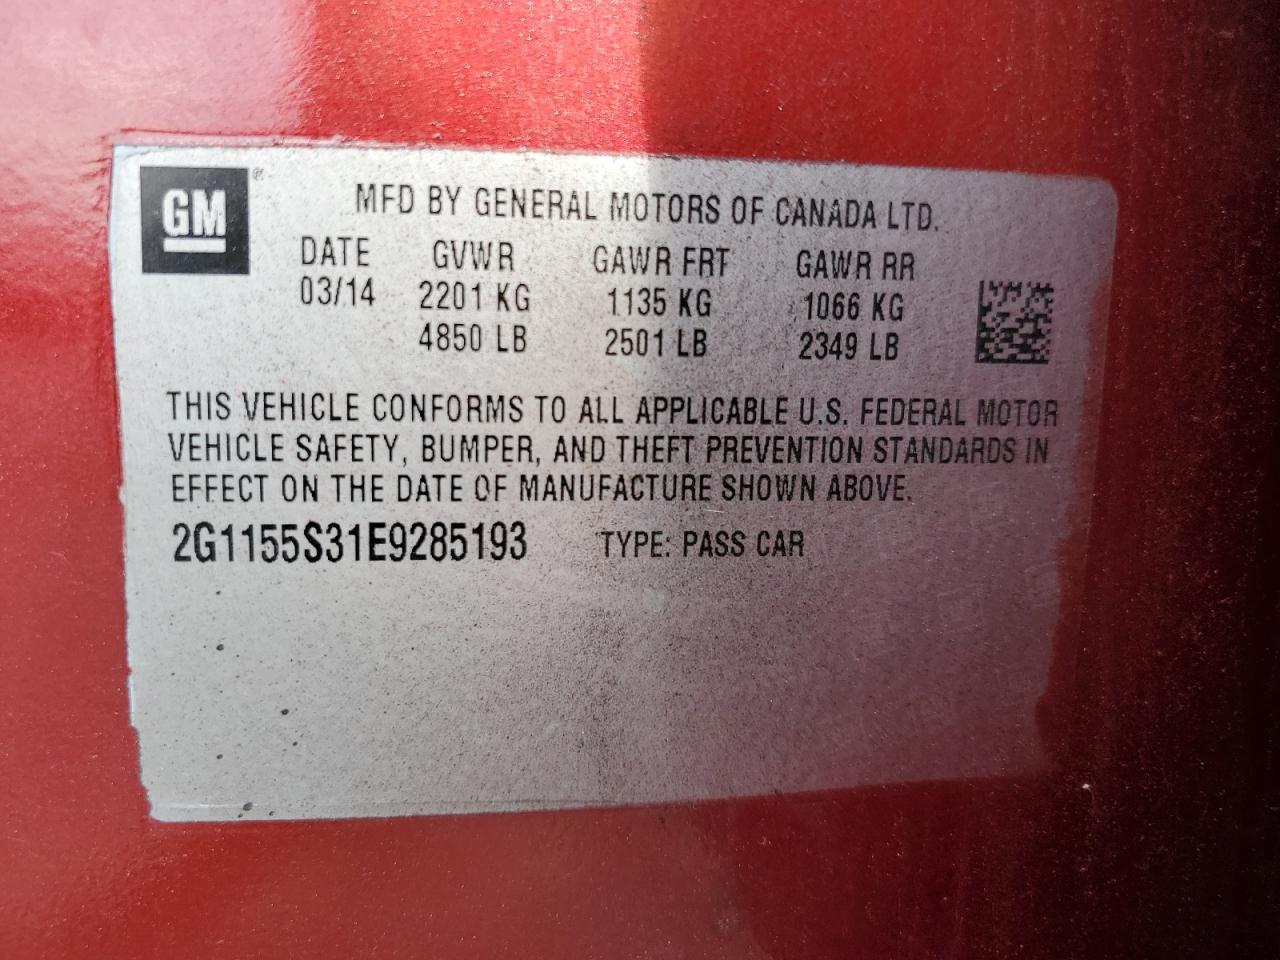 GM®
MFD BY GENERAL MOTORS OF CANADA LTD.
DATE GVWR GAWR FRT GAWR RR
03/14 2201 KG 1135 KG 1066 KG
4850 LB 2501 LB 2349 LB
THIS VEHICLE CONFORMS TO ALL APPLICABLE U.S. FEDERAL MOTOR
VEHICLE SAFETY, BUMPER, AND THEFT PREVENTION STANDARDS IN
EFFECT ON THE DATE OF MANUFACTURE SHOWN ABOVE.
2G1155S31E9285193 TYPE: PASS CAR